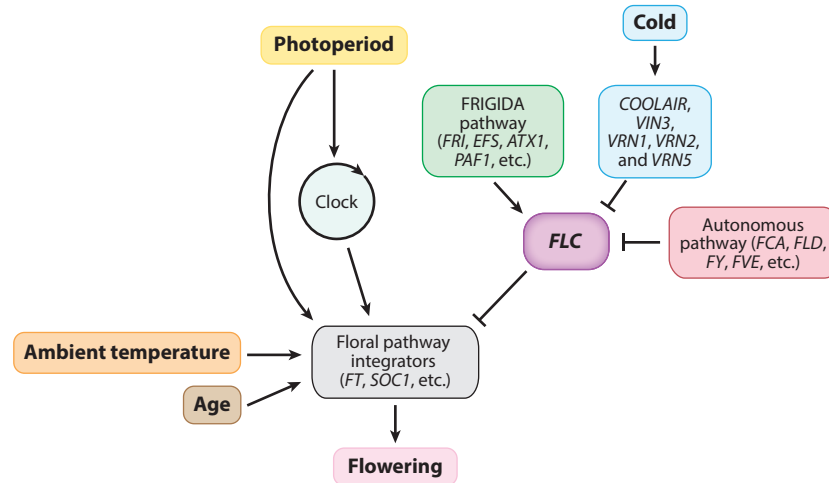 Cold
Photoperiod
FRIGIDA
pathway
(FRI, EFS, ATX1,
PAF1, etc.)
COOLAIR,
VIN3,
VRN1, VRN2,
and VRN5
Clock
FLC
Autonomous
pathway (FCA, FLD,
FY, FVE, etc.)
Ambient temperature
Floral pathway
integrators
(FT, SOC1, etc.)
Age
Flowering